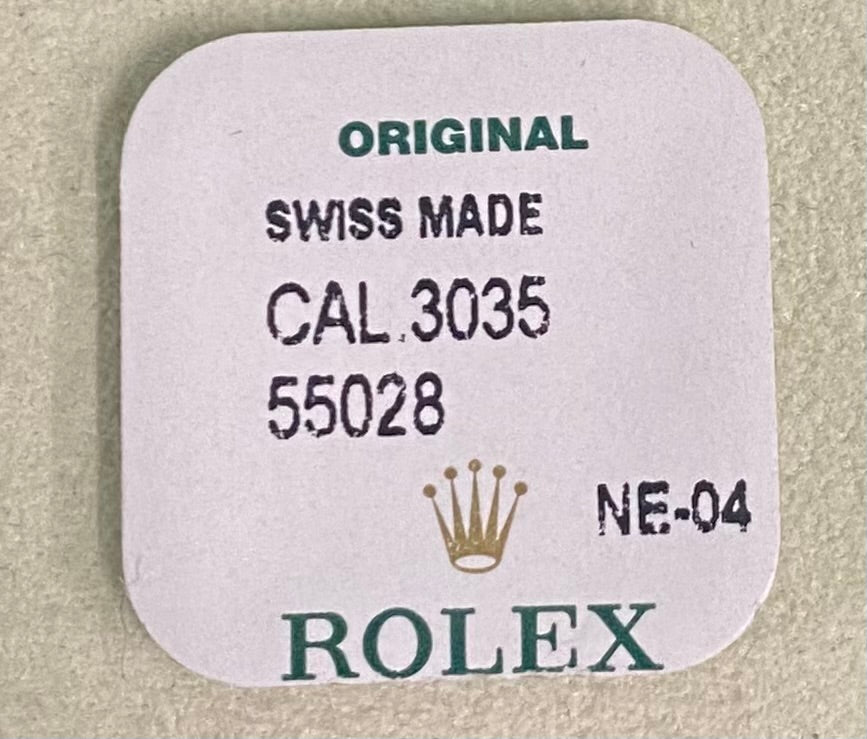 ORIGINAL
SWISS MADE
CAL.3035
55028
NE-04
ROLEX